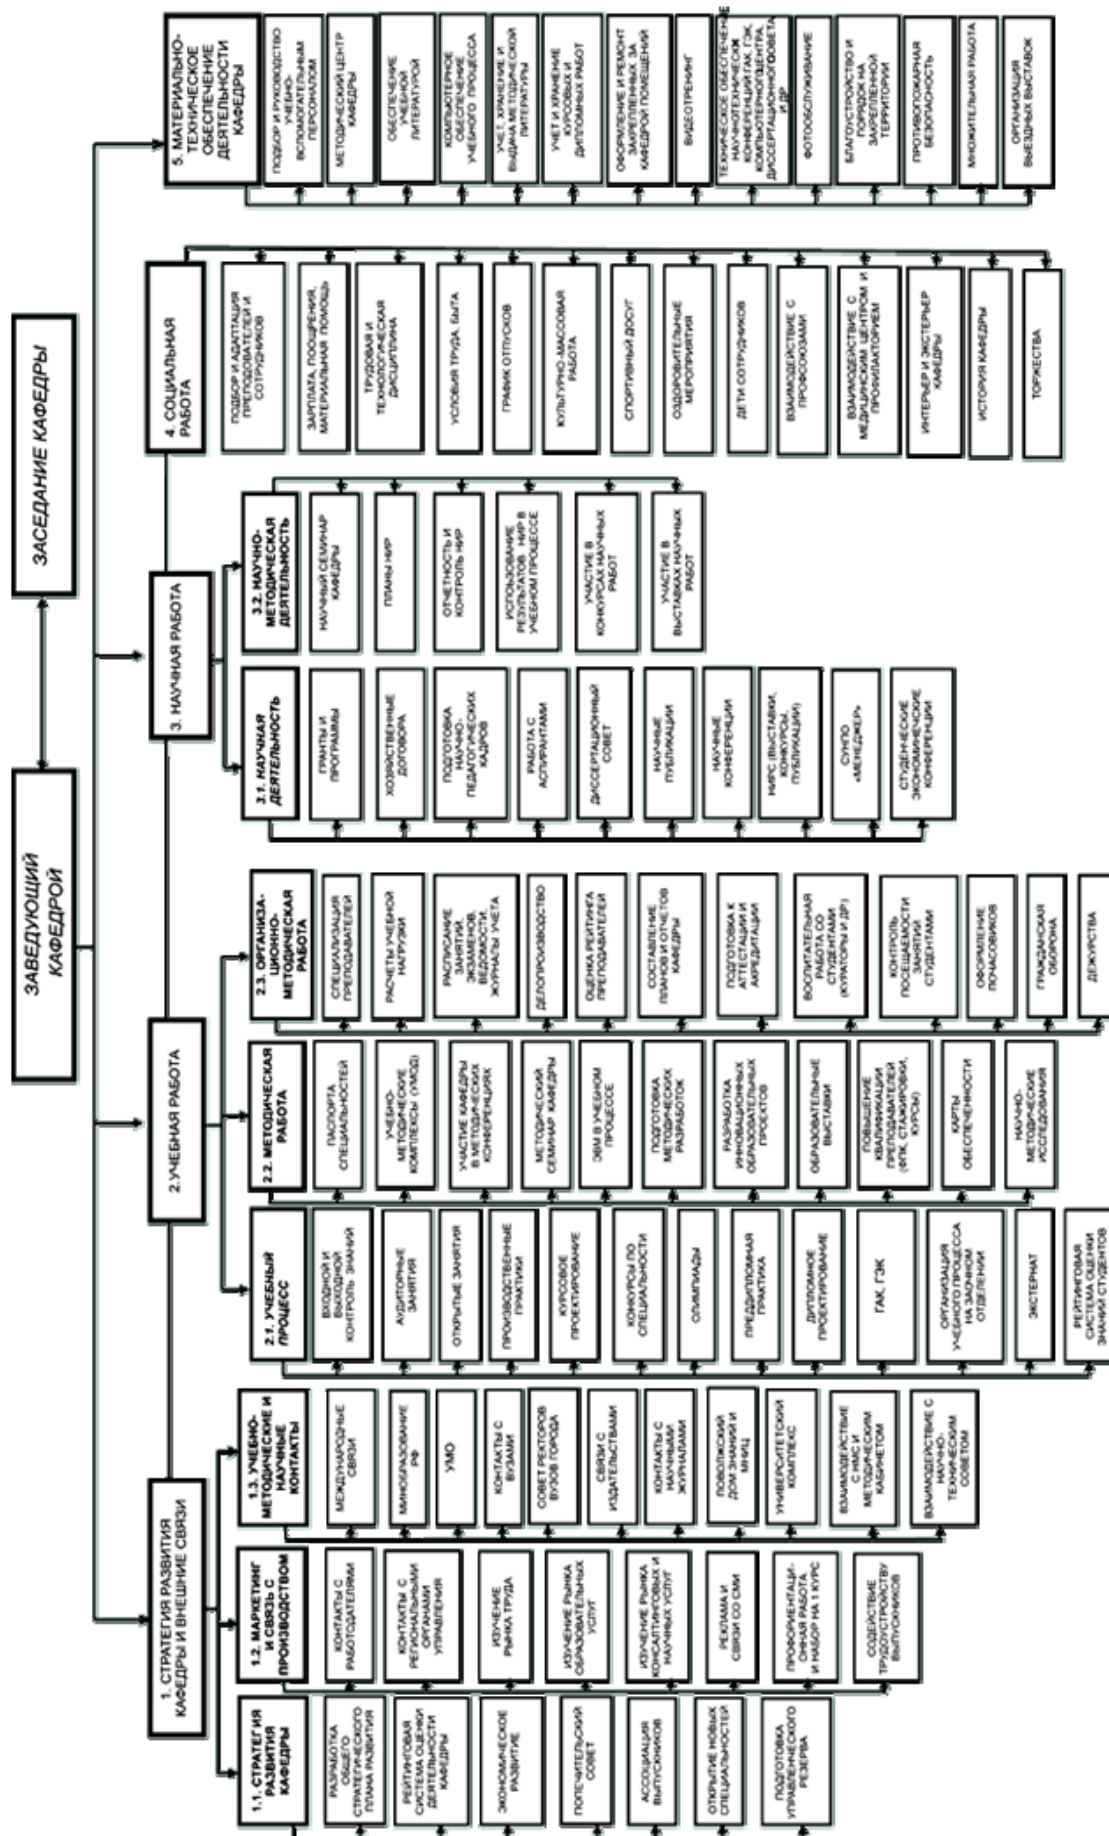 ЗАВЕДУЮЩИЙ
КАФЕДРОЙ
ЗАСЕДАНИЕ КАФЕДРЫ
1. СТРАТЕГИЯ РАЗВИТИЯ
КАФЕДРЫ И ВНЕШНИЕ СВЯЗИ
2.УЧЕБНАЯ РАБОТА
3. НАУЧНАЯ РАБОТА
4. СОЦИАЛЬНАЯ
РАБОТА
5. МАТЕРИАЛЬНО-
ТЕХНИЧЕСКОЕ
ОБЕСПЕЧЕНИЕ
ДЕЯТЕЛЬНОСТИ
КАФЕДРЫ
1.1. СТРАТЕГИЯ
РАЗВИТИЯ
КАФЕДРЫ
РАЗРАБОТКА
ОБЩЕГО
СТРАТЕГИЧЕСКОГО
ПЛАНА РАЗВИТИЯ
РЕЙТИНГОВАЯ
СИСТЕМА ОЦЕНКИ
ДЕЯТЕЛЬНОСТИ
КАФЕДРЫ
ЭКОНОМИЧЕСКОЕ
РАЗВИТИЕ
ПОПЕЧИТЕЛЬСКИЙ
СОВЕТ
АССОЦИАЦИЯ
ВЫПУСКНИКОВ
ОТКРЫТИЕ НОВЫХ
СПЕЦИАЛЬНОСТЕЙ
ПОДГОТОВКА
УПРАВЛЕНЧЕСКОГО
РЕЗЕРВА
1.2. МАРКЕТИНГ
И СВЯЗЬ С
ПРОИЗВОДСТВОМ
КОНТАКТЫ С
РАБОТОДАТЕЛЯМИ
КОНТАКТЫ С
РЕГИОНАЛЬНЫМИ
ОРГАНАМИ
УПРАВЛЕНИЯ
ИЗУЧЕНИЕ
РЫНКА ТРУДА
ИЗУЧЕНИЕ РЫНКА
ОБРАЗОВАТЕЛЬНЫХ
УСЛУГ
ИЗУЧЕНИЕ РЫНКА
КОНСАЛТИНГОВЫХ И
НАУЧНЫХ УСЛУГ
РЕКЛАМА И
СВЯЗИ СО СМИ
ПРОФОРИЕНТАЦИ-
ОННАЯ РАБОТА
И НАБОР НА 1 КУРС
СОДЕЙСТВИЕ
ТРУДОУСТРОЙСТВУ
ВЫПУСКНИКОВ
1.3. УЧЕБНО-
МЕТОДИЧЕСКИЕ И
НАУЧНЫЕ
КОНТАКТЫ
МЕЖДУНАРОДНЫЕ
СВЯЗИ
МИНОБРАЗОВАНИЕ
РФ
УМО
КОНТАКТЫ С
ВУЗАМИ
СОВЕТ РЕКТОРОВ
ВУЗОВ ГОРОДА
СВЯЗИ С
ИЗДАТЕЛЬСТВАМИ
КОНТАКТЫ С
НАУЧНЫМИ
ЖУРНАЛАМИ
ПОВОЛЖСКИЙ
ДОМ ЗНАНИЙ И
МНИЦ
УНИВЕРСИТЕТСКИЙ
КОМПЛЕКС
ВЗАИМОДЕЙСТВИЕ
С НМС И
МЕТОДИЧЕСКИМ
КАБИНЕТОМ
ВЗАИМОДЕЙСТВИЕ С
НАУЧНО-
ТЕХНИЧЕСКИМ
СОВЕТОМ
2.1. УЧЕБНЫЙ
ПРОЦЕСС
ВХОДНОЙ И
ВЫХОДНОЙ
КОНТРОЛЬ ЗНАНИЙ
АУДИТОРНЫЕ
ЗАНЯТИЯ
ОТКРЫТЫЕ ЗАНЯТИЯ
ПРОИЗВОДСТВЕННЫЕ
ПРАКТИКИ
КУРСОВОЕ
ПРОЕКТИРОВАНИЕ
КОНКУРСЫ ПО
СПЕЦИАЛЬНОСТИ
ОЛИМПИАДЫ
ПРЕДДИПЛОМНАЯ
ПРАКТИКА
ДИПЛОМНОЕ
ПРОЕКТИРОВАНИЕ
ГАК, ГЭК
ОРГАНИЗАЦИЯ
УЧЕБНОГО ПРОЦЕССА
НА ЗАОЧНОМ
ОТДЕЛЕНИИ
ЭКСТЕРНАТ
РЕЙТИНГОВАЯ
СИСТЕМА ОЦЕНКИ
ЗНАНИЙ СТУДЕНТОВ
2.2. МЕТОДИЧЕСКАЯ
РАБОТА
ПАСПОРТА
СПЕЦИАЛЬНОСТЕЙ
УЧЕБНО-
МЕТОДИЧЕСКИЕ
КОМПЛЕКСЫ (УМОД)
УЧАСТИЕ КАФЕДРЫ
В МЕТОДИЧЕСКИХ
КОНФЕРЕНЦИЯХ
МЕТОДИЧЕСКИЙ
СЕМИНАР КАФЕДРЫ
ЭВМ В УЧЕБНОМ
ПРОЦЕССЕ
ПОДГОТОВКА
МЕТОДИЧЕСКИХ
РАЗРАБОТОК
РАЗРАБОТКА
ИННОВАЦИОННЫХ
ОБРАЗОВАТЕЛЬНЫХ
ПРОЕКТОВ
ОБРАЗОВАТЕЛЬНЫЕ
ВЫСТАВКИ
ПОВЫШЕНИЕ
КВАЛИФИКАЦИИ
ПРЕПОДАВАТЕЛЕЙ
(ФПК, СТАЖИРОВКИ,
КУРСЫ)
КАРТЫ
ОБЕСПЕЧЕННОСТИ
НАУЧНО-
МЕТОДИЧЕСКИЕ
ИССЛЕДОВАНИЯ
2.3. ОРГАНИЗА-
ЦИОННО-
МЕТОДИЧЕСКАЯ
РАБОТА
СПЕЦИАЛИЗАЦИЯ
ПРЕПОДАВАТЕЛЕЙ
РАСЧЕТЫ УЧЕБНОЙ
НАГРУЗКИ
РАСПИСАНИЕ
ЗАНЯТИЙ,
ЭКЗАМЕНОВ,
ВЕДОМОСТИ,
ЖУРНАЛЫ УЧЕТА
ДЕЛОПРОИЗВОДСТВО
ОЦЕНКА РЕЙТИНГА
ПРЕПОДАВАТЕЛЕЙ
СОСТАВЛЕНИЕ
ПЛАНОВ И ОТЧЕТОВ
КАФЕДРЫ
ПОДГОТОВКА К
АТТЕСТАЦИИ И
АКРЕДИТАЦИИ
ВОСПИТАТЕЛЬНАЯ
РАБОТА СО
СТУДЕНТАМИ
(КУРАТОРЫ И ДР)
КОНТРОЛЬ
ПОСЕЩАЕМОСТИ
ЗАНЯТИЙ
СТУДЕНТАМИ
ОФОРМЛЕНИЕ
ПОЧАСОВИКОВ
ГРАЖДАНСКАЯ
ОБОРОНА
ДЕЖУРСТВА
3.1. НАУЧНАЯ
ДЕЯТЕЛЬНОСТЬ
ГРАНТЫ И
ПРОГРАММЫ
ХОЗЯЙСТВЕННЫЕ
ДОГОВОРА
ПОДГОТОВКА
НАУЧНО-
ПЕДАГОГИЧЕСКИХ
КАДРОВ
РАБОТА С
АСПИРАНТАМИ
ДИССЕРТАЦИОННЫЙ
СОВЕТ
НАУЧНЫЕ
ПУБЛИКАЦИИ
НАУЧНЫЕ
КОНФЕРЕНЦИИ
НИРС (ВЫСТАВКИ,
КОНКУРСЫ,
ПУБЛИКАЦИИ)
СУНПО
«МЕНЕДЖЕР»
СТУДЕНЧЕСКИЕ
ЭКОНОМИЧЕСКИЕ
КОНФЕРЕНЦИИ
3.2. НАУЧНО-
МЕТОДИЧЕСКАЯ
ДЕЯТЕЛЬНОСТЬ
НАУЧНЫЙ СЕМИНАР
КАФЕДРЫ
ПЛАНЫ НИР
ОТЧЕТНОСТЬ И
КОНТРОЛЬ НИР
ИСПОЛЬЗОВАНИЕ
РЕЗУЛЬТАТОВ НИР В
УЧЕБНОМ ПРОЦЕССЕ
УЧАСТИЕ В
КОНКУРСАХ НАУЧНЫХ
РАБОТ
УЧАСТИЕ В
ВЫСТАВКАХ НАУЧНЫХ
РАБОТ
ПОДБОР И АДАПТАЦИЯ
ПРЕПОДОВАТЕЛЕЙ И
СОТРУДНИКОВ
ЗАРПЛАТА, ПООЩРЕНИЯ,
МАТЕРИАЛЬНАЯ ПОМОЩЬ
ТРУДОВАЯ И
ТЕХНОЛОГИЧЕСКАЯ
ДИСЦИПЛИНА
УСЛОВИЯ ТРУДА, БЫТА
ГРАФИК ОТПУСКОВ
КУЛЬТУРНО-МАССОВАЯ
РАБОТА
СПОРТИВНЫЙ ДОСУГ
ОЗДОРОВИТЕЛЬНЫЕ
МЕРОПРИЯТИЯ
ДЕТИ СОТРУДНИКОВ
ВЗАИМОДЕЙСТВИЕ С
ПРОФСОЮЗАМИ
ВЗАИМОДЕЙСТВИЕ С
МЕДИЦИНСКИМ ЦЕНТРОМ И
ПРОФИЛАКТОРИЕМ
ИНТЕРЬЕР И ЭКСТЕРЬЕР
КАФЕДРЫ
ИСТОРИЯ КАФЕДРЫ
ТОРЖЕСТВА
ПОДБОР И РУКОВОДСТВО
УЧЕБНО-
ВСПОМОГАТЕЛЬНЫМ
ПЕРСОНАЛОМ
МЕТОДИЧЕСКИЙ ЦЕНТР
КАФЕДРЫ
ОБЕСПЕЧЕНИЕ
УЧЕБНОЙ
ЛИТЕРАТУРОЙ
КОМПЬЮТЕРНОЕ
ОБЕСПЕЧЕНИЕ
УЧЕБНОГО ПРОЦЕССА
УЧЕТ, ХРАНЕНИЕ И
ВЫДАЧА МЕТОДИЧЕСКОЙ
ЛИТЕРАТУРЫ
УЧЕТ И ХРАНЕНИЕ
КУРСОВЫХ И
ДИПЛОМНЫХ РАБОТ
ОФОРМЛЕНИЕ И РЕМОНТ
ЗАКРЕПЛЕННЫХ ЗА
КАФЕДРОЙ ПОМЕЩЕНИЙ
ВИДЕОТРЕНИНГ
ТЕХНИЧЕСКОЕ ОБЕСПЕЧЕНИЕ
КОНФЕРЕНЦИЙ ГАК, ГЭК,
КОМПЬЮТЕРНОГО ЦЕНТРА,
ДИССЕРТАЦИОННОГО СОВЕТА
И ДР
ФОТООБСЛУЖИВАНИЕ
БЛАГОУСТРОЙСТВО И
ПОРЯДОК НА
ЗАКРЕПЛЕННОЙ
ТЕРРИТОРИИ
ПРОТИВОПОЖАРНАЯ
БЕЗОПАСНОСТЬ
МНОЖИТЕЛЬНАЯ РАБОТА
ОРГАНИЗАЦИЯ
ВЫЕЗДНЫХ ВЫСТАВОК